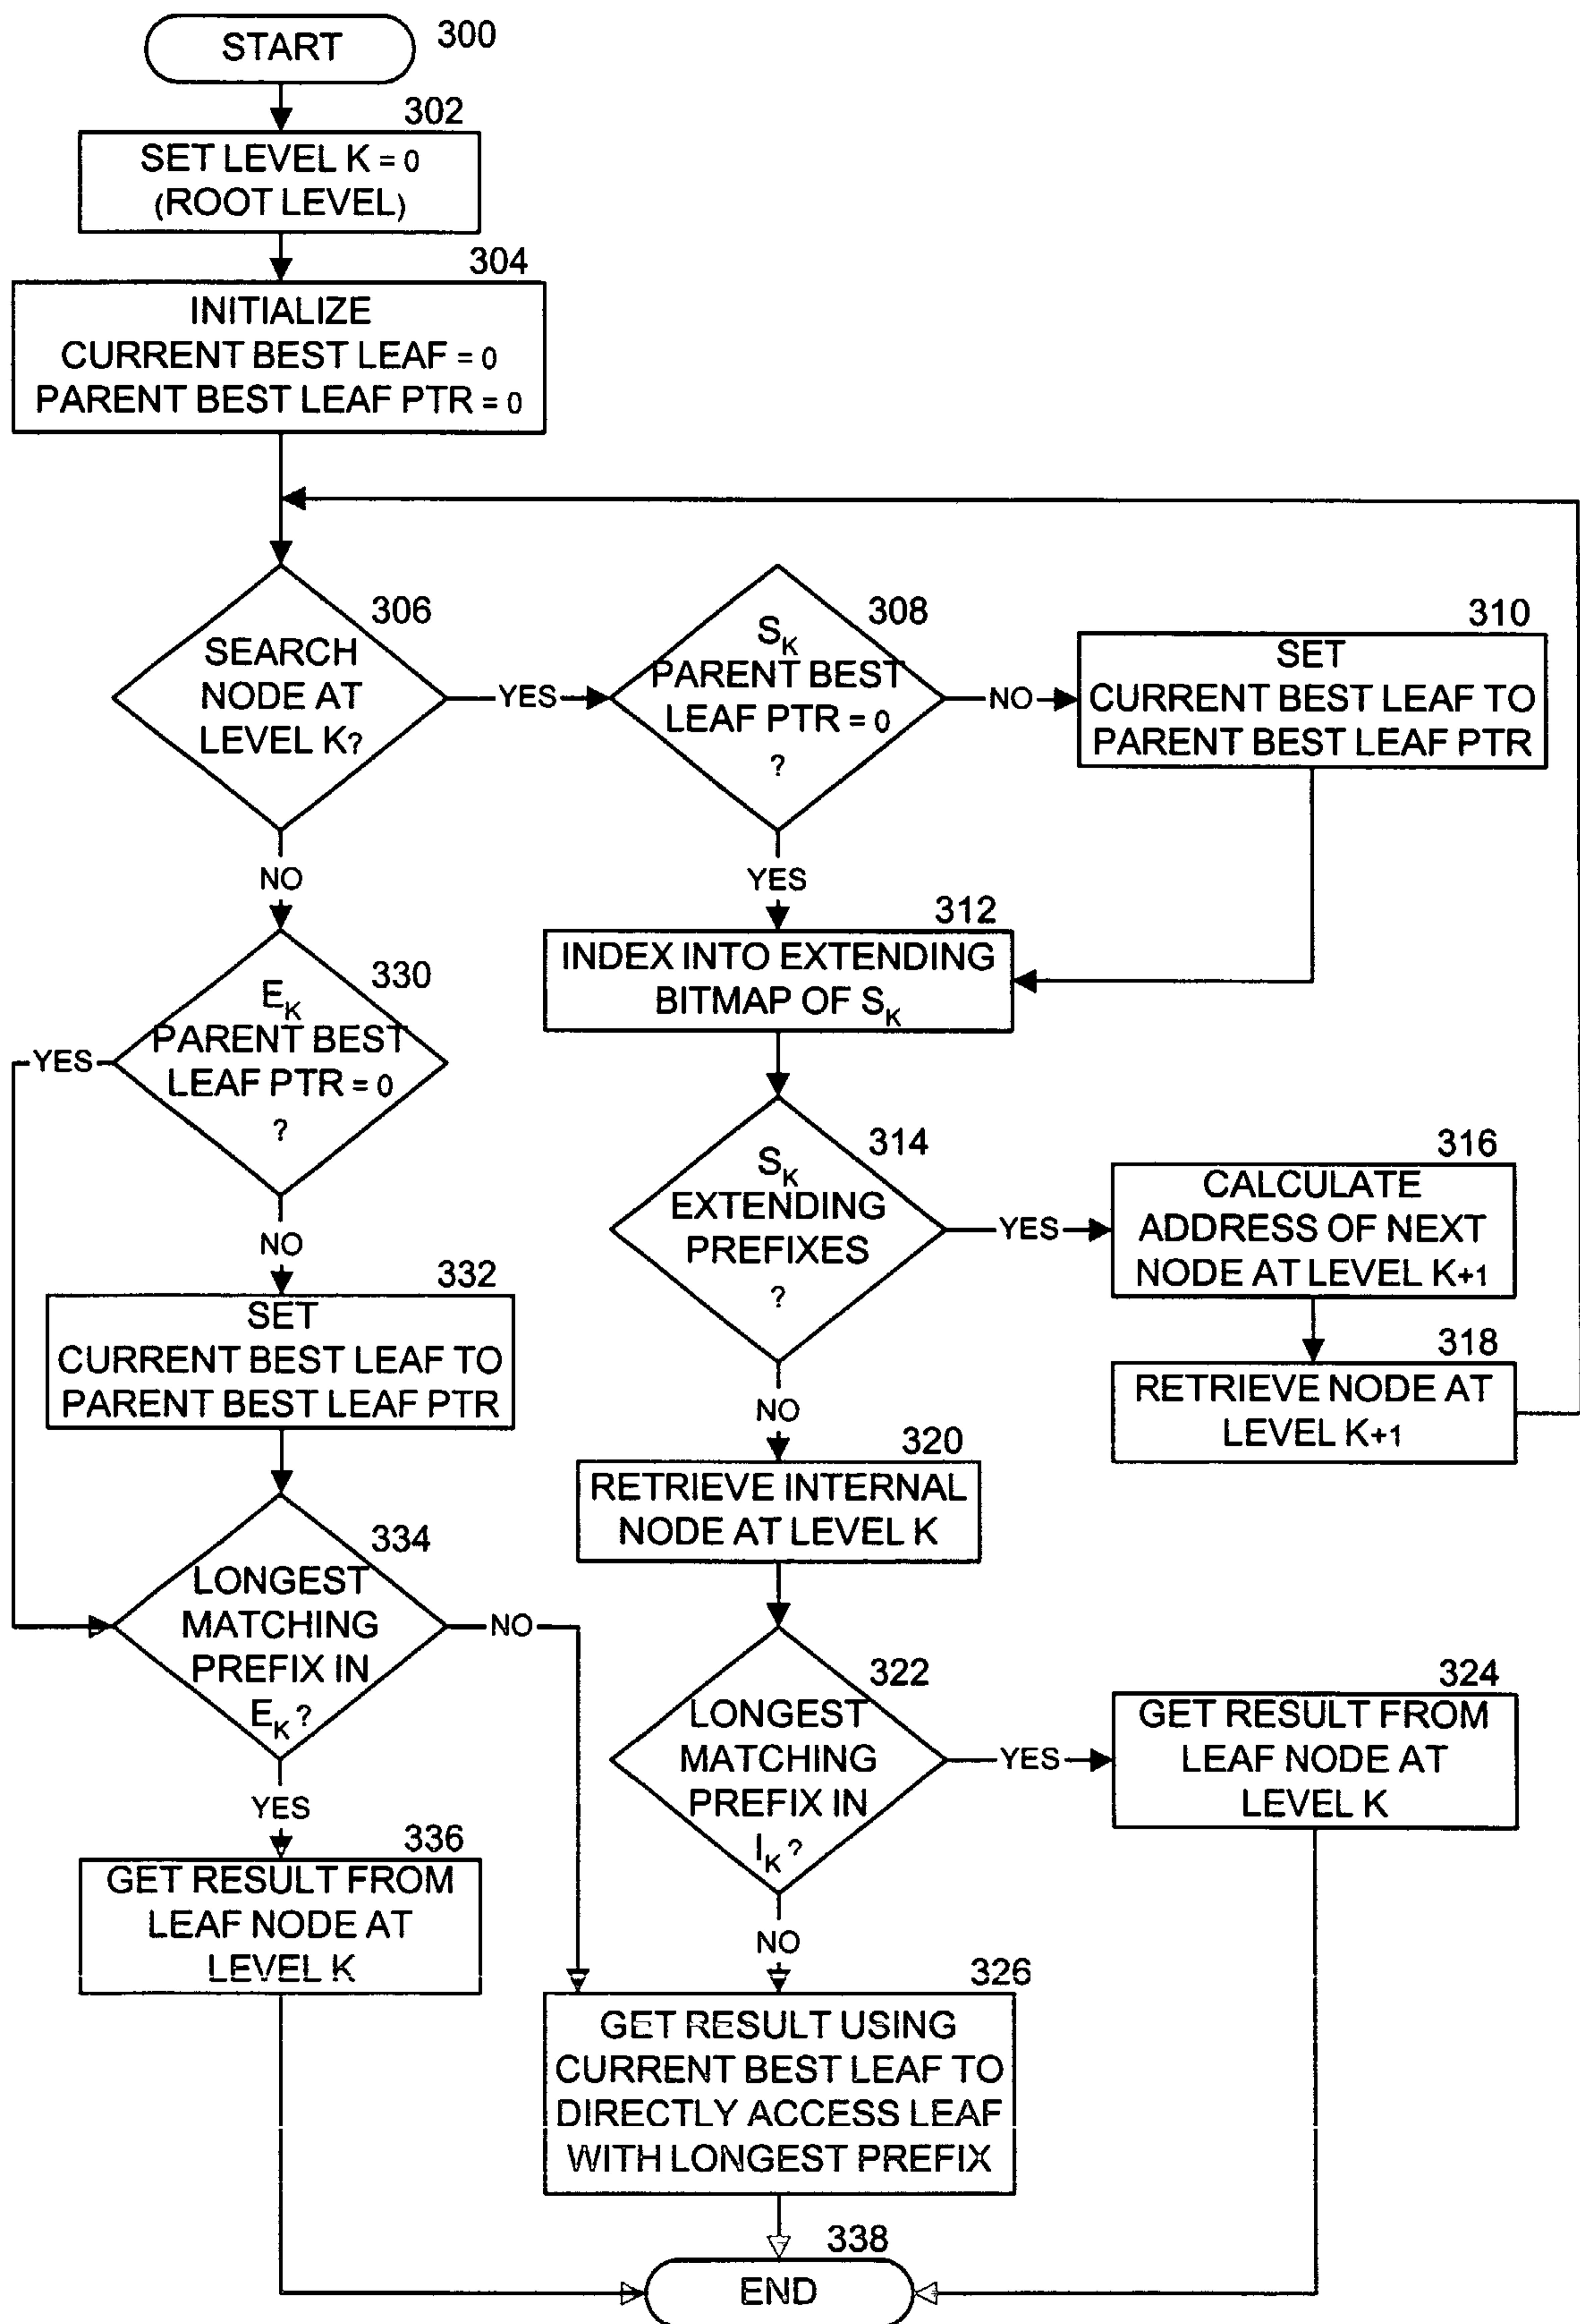 START
300
302
SET LEVEL K = 0
(ROOT LEVEL)
304
INITIALIZE
CURRENT BEST LEAF = 0
PARENT BEST LEAF PTR = 0
306
SEARCH
NODE AT
LEVEL K?
YES
NO
308
S_K
PARENT BEST
LEAF PTR = 0
?
NO
YES
310
SET
CURRENT BEST LEAF TO
PARENT BEST LEAF PTR
312
INDEX INTO EXTENDING
BITMAP OF S_K
314
S_K
EXTENDING
PREFIXES
?
YES
NO
316
CALCULATE
ADDRESS OF NEXT
NODE AT LEVEL K+1
318
RETRIEVE NODE AT
LEVEL K+1
320
RETRIEVE INTERNAL
NODE AT LEVEL K
322
LONGEST
MATCHING
PREFIX IN
I_K ?
YES
NO
324
GET RESULT FROM
LEAF NODE AT
LEVEL K
326
GET RESULT USING
CURRENT BEST LEAF TO
DIRECTLY ACCESS LEAF
WITH LONGEST PREFIX
330
E_K
PARENT BEST
LEAF PTR = 0
?
YES
NO
332
SET
CURRENT BEST LEAF TO
PARENT BEST LEAF PTR
334
LONGEST
MATCHING
PREFIX IN
E_K ?
NO
YES
336
GET RESULT FROM
LEAF NODE AT
LEVEL K
338
END